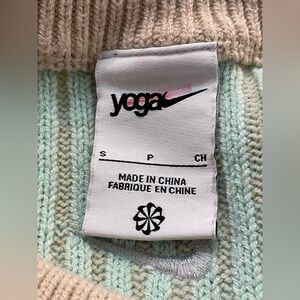 yoga
S P CH
MADE IN CHINA
FABRIQUE EN CHINE